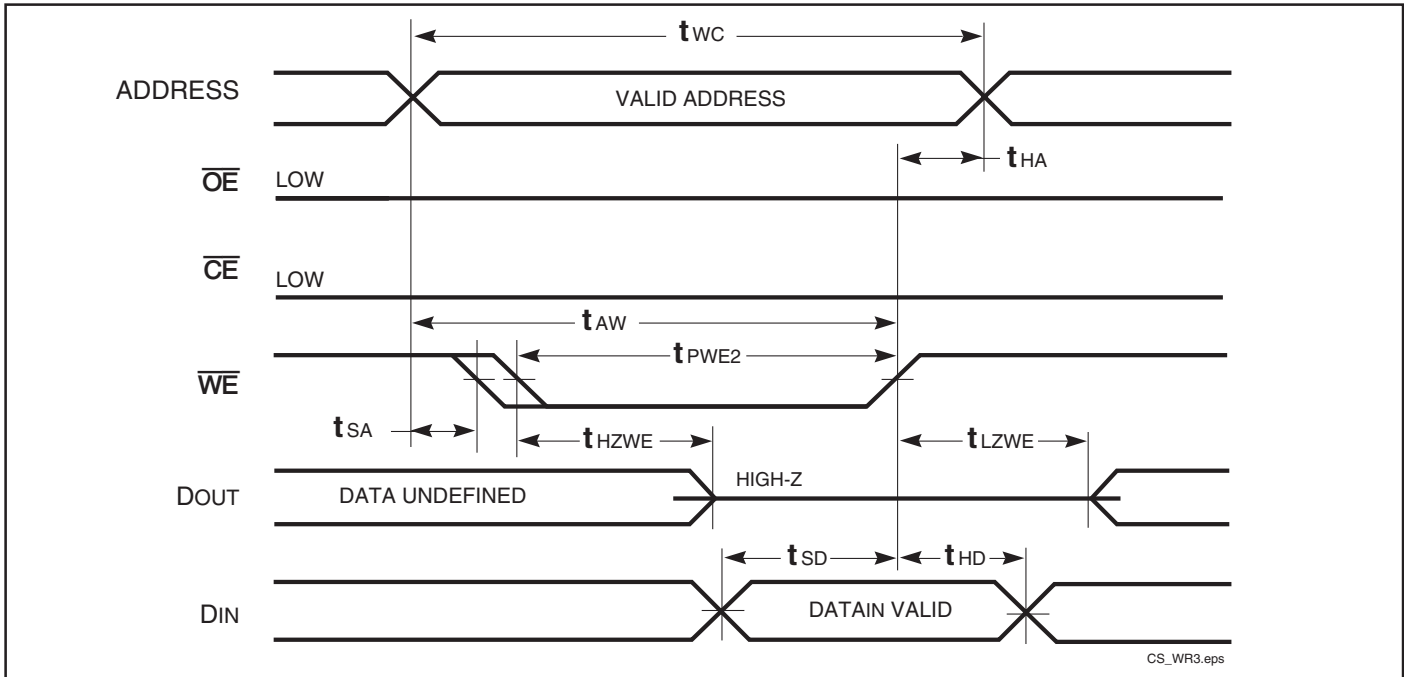 tWC
ADDRESS
VALID ADDRESS
tHA
OE
LOW
CE
LOW
tAW
tPWE2
WE
tSA
tHZWE
tLZWE
DOUT
DATA UNDEFINED
HIGH-Z
tSD
tHD
DIN
DATAIN VALID
CS_WR3.eps